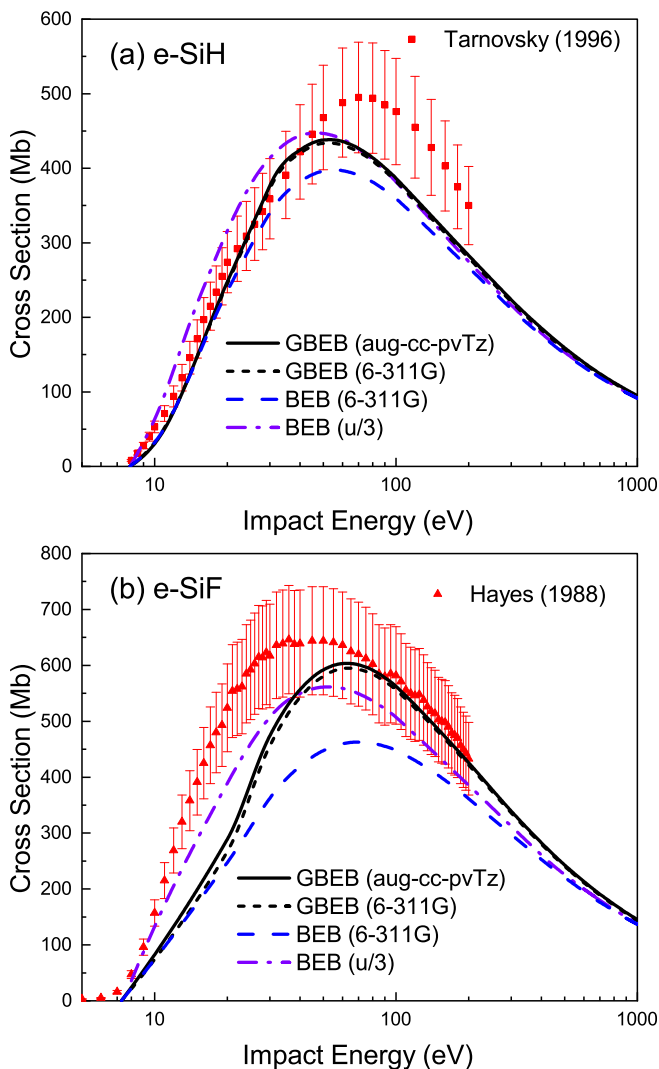 (a) e-SiH
Tarnovsky (1996)
600
500
400
300
200
100
0
Cross Section (Mb)
GBEB (aug-cc-pvTz)
GBEB (6-311G)
BEB (6-311G)
BEB (u/3)
10
100
1000
Impact Energy (eV)
(b) e-SiF
Hayes (1988)
800
700
600
500
400
300
200
100
0
Cross Section (Mb)
GBEB (aug-cc-pvTz)
GBEB (6-311G)
BEB (6-311G)
BEB (u/3)
10
100
1000
Impact Energy (eV)